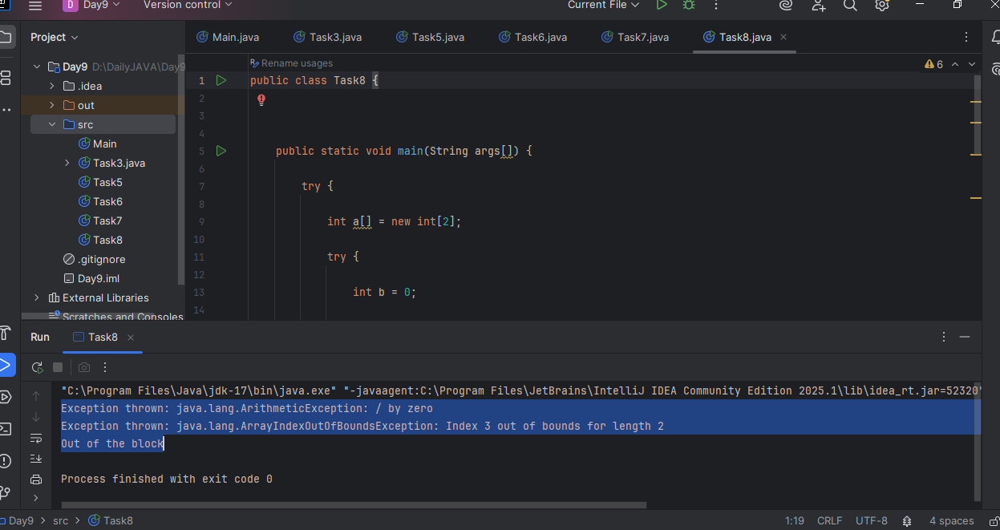 D Day9 Version control Current File
Project
Main.java Task3.java Task5.java Task6.java Task7.java Task8.java
Day9 D:\DailyJAVA\Day9
.idea
out
src
Main
Task3.java
Task5
Task6
Task7
Task8
.gitignore
Day9.iml
External Libraries
Scratches and Consoles
Rename usages
6
1 public class Task8 {
2
3
4
5 public static void main(String args[]) {
6
7 try {
8
9 int a[] = new int[2];
10
11 try {
12
13 int b = 0;
14
Run Task8
"C:\Program Files\Java\jdk-17\bin\java.exe" "-javaagent:C:\Program Files\JetBrains\IntelliJ IDEA Community Edition 2025.1\lib\idea_rt.jar=52320
Exception thrown: java.lang.ArithmeticException: / by zero
Exception thrown: java.lang.ArrayIndexOutOfBoundsException: Index 3 out of bounds for length 2
Out of the block
Process finished with exit code 0
Day9 > src > Task8 1:19 CRLF UTF-8 4 spaces